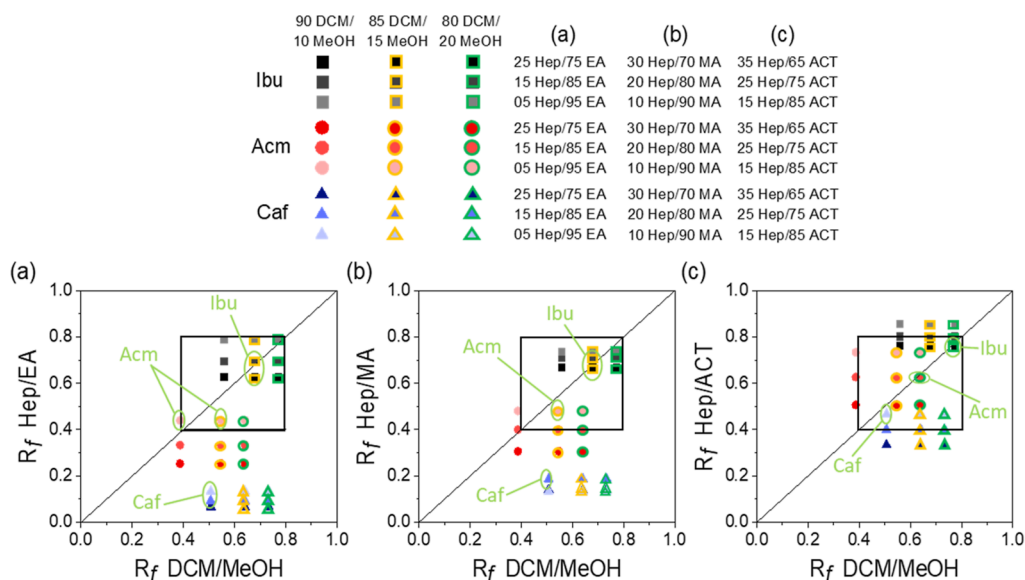 90 DCM/ 85 DCM/ 80 DCM/
10 MeOH 15 MeOH 20 MeOH (a) (b) (c)
Ibu
25 Hep/75 EA 30 Hep/70 MA 35 Hep/65 ACT
15 Hep/85 EA 20 Hep/80 MA 25 Hep/75 ACT
05 Hep/95 EA 10 Hep/90 MA 15 Hep/85 ACT
Acm
25 Hep/75 EA 30 Hep/70 MA 35 Hep/65 ACT
15 Hep/85 EA 20 Hep/80 MA 25 Hep/75 ACT
05 Hep/95 EA 10 Hep/90 MA 15 Hep/85 ACT
Caf
25 Hep/75 EA 30 Hep/70 MA 35 Hep/65 ACT
15 Hep/85 EA 20 Hep/80 MA 25 Hep/75 ACT
05 Hep/95 EA 10 Hep/90 MA 15 Hep/85 ACT
(a)
1.0
0.8
0.6
0.4
0.2
0.0
Rf Hep/EA
Ibu
Acm
Caf
0.0 0.2 0.4 0.6 0.8 1.0
Rf DCM/MeOH
(b)
1.0
0.8
0.6
0.4
0.2
0.0
Rf Hep/MA
Ibu
Acm
Caf
0.0 0.2 0.4 0.6 0.8 1.0
Rf DCM/MeOH
(c)
1.0
0.8
0.6
0.4
0.2
0.0
Rf Hep/ACT
Ibu
Acm
Caf
0.0 0.2 0.4 0.6 0.8 1.0
Rf DCM/MeOH